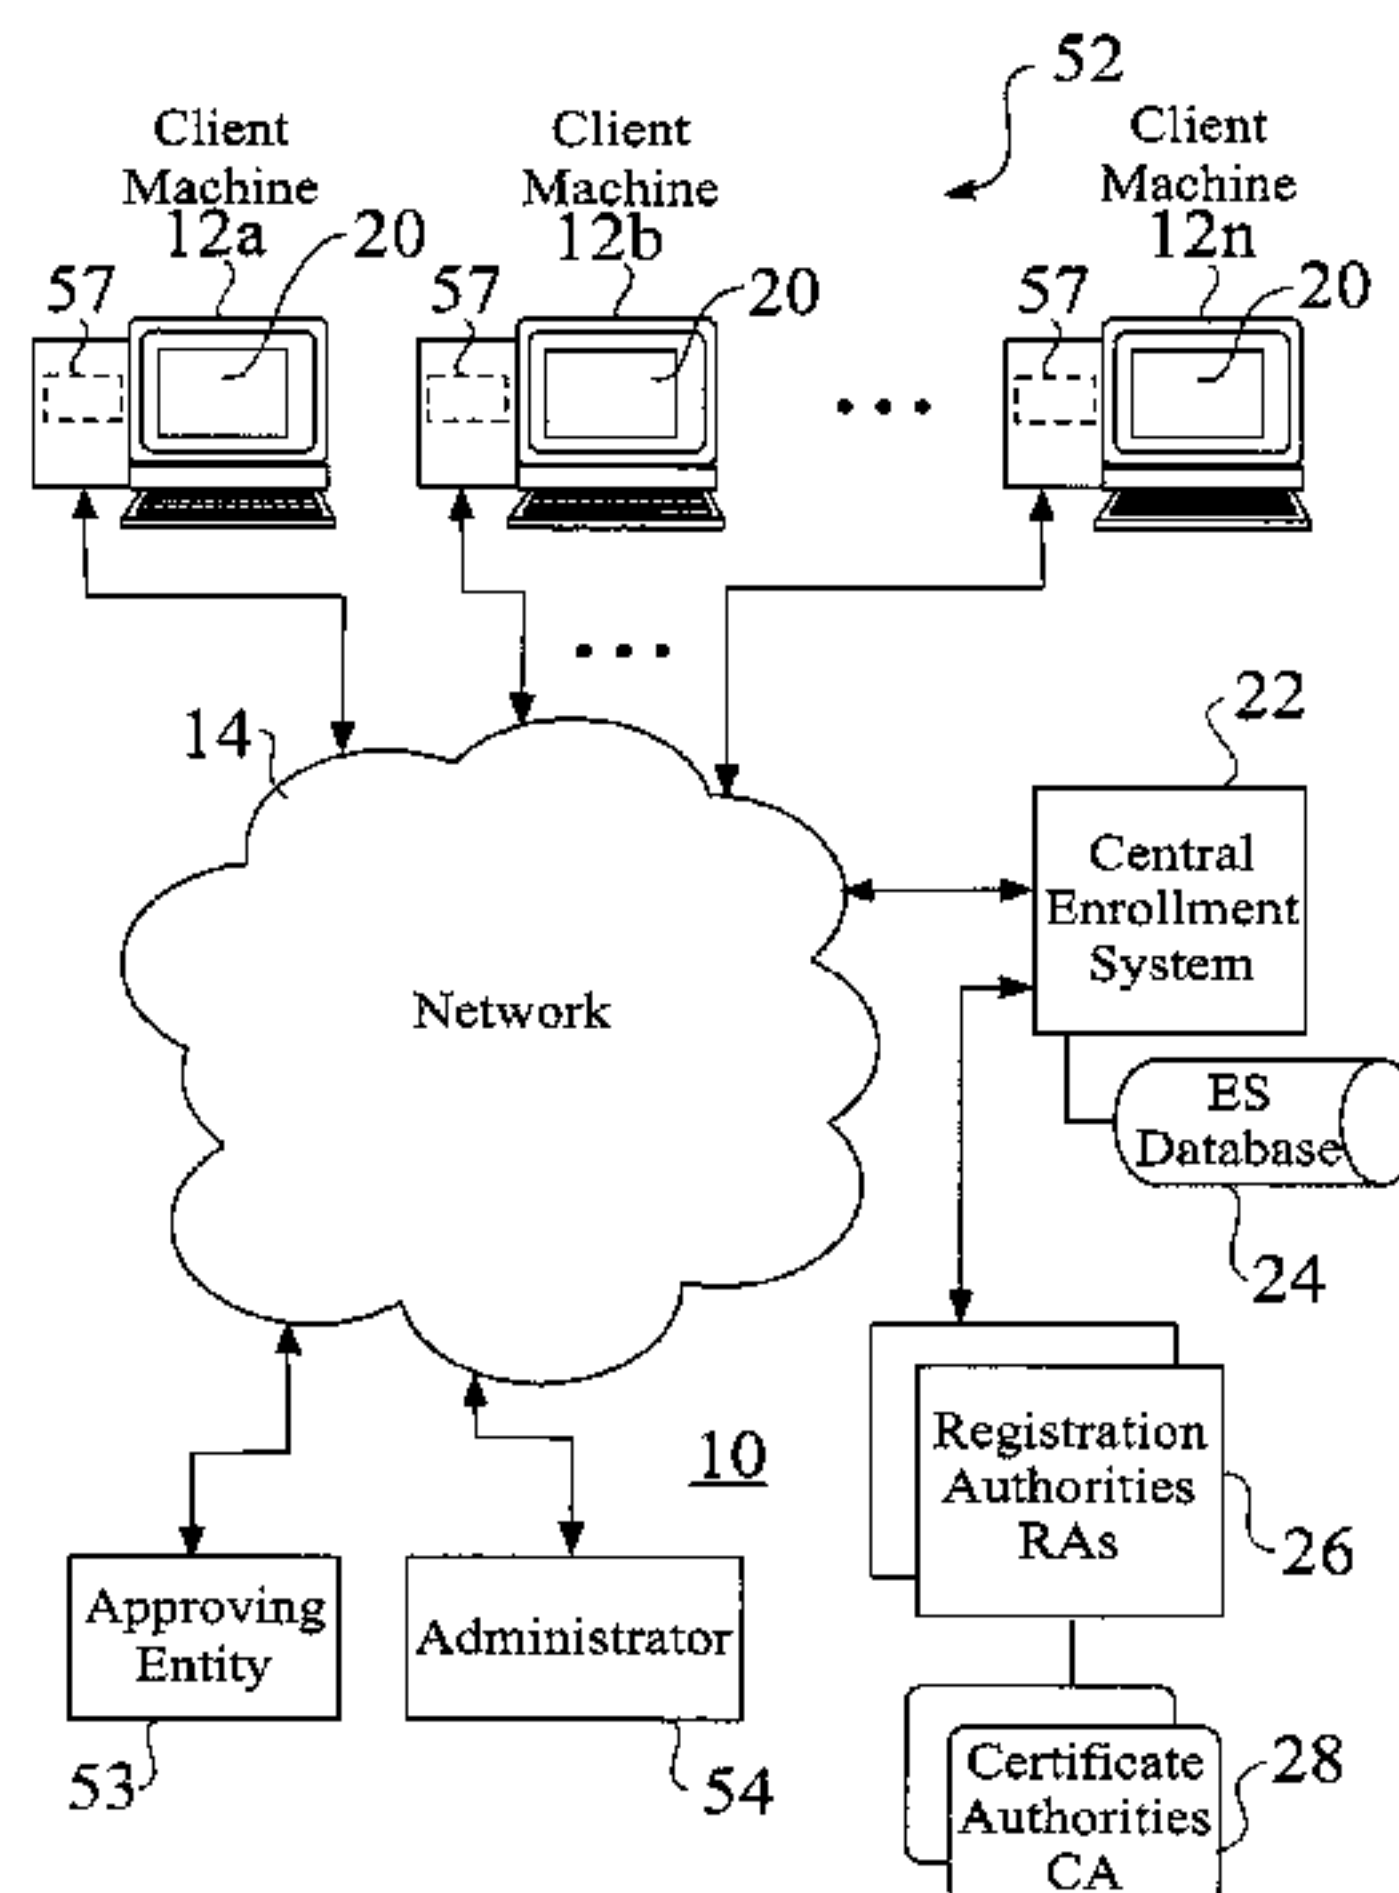 52
Client
Machine
12a
20
57
Client
Machine
12b
20
57
Client
Machine
12n
20
57
14
Network
22
Central
Enrollment
System
ES
Database
24
10
Registration
Authorities
RAs
26
Approving
Entity
53
Administrator
54
Certificate
Authorities
CA
28